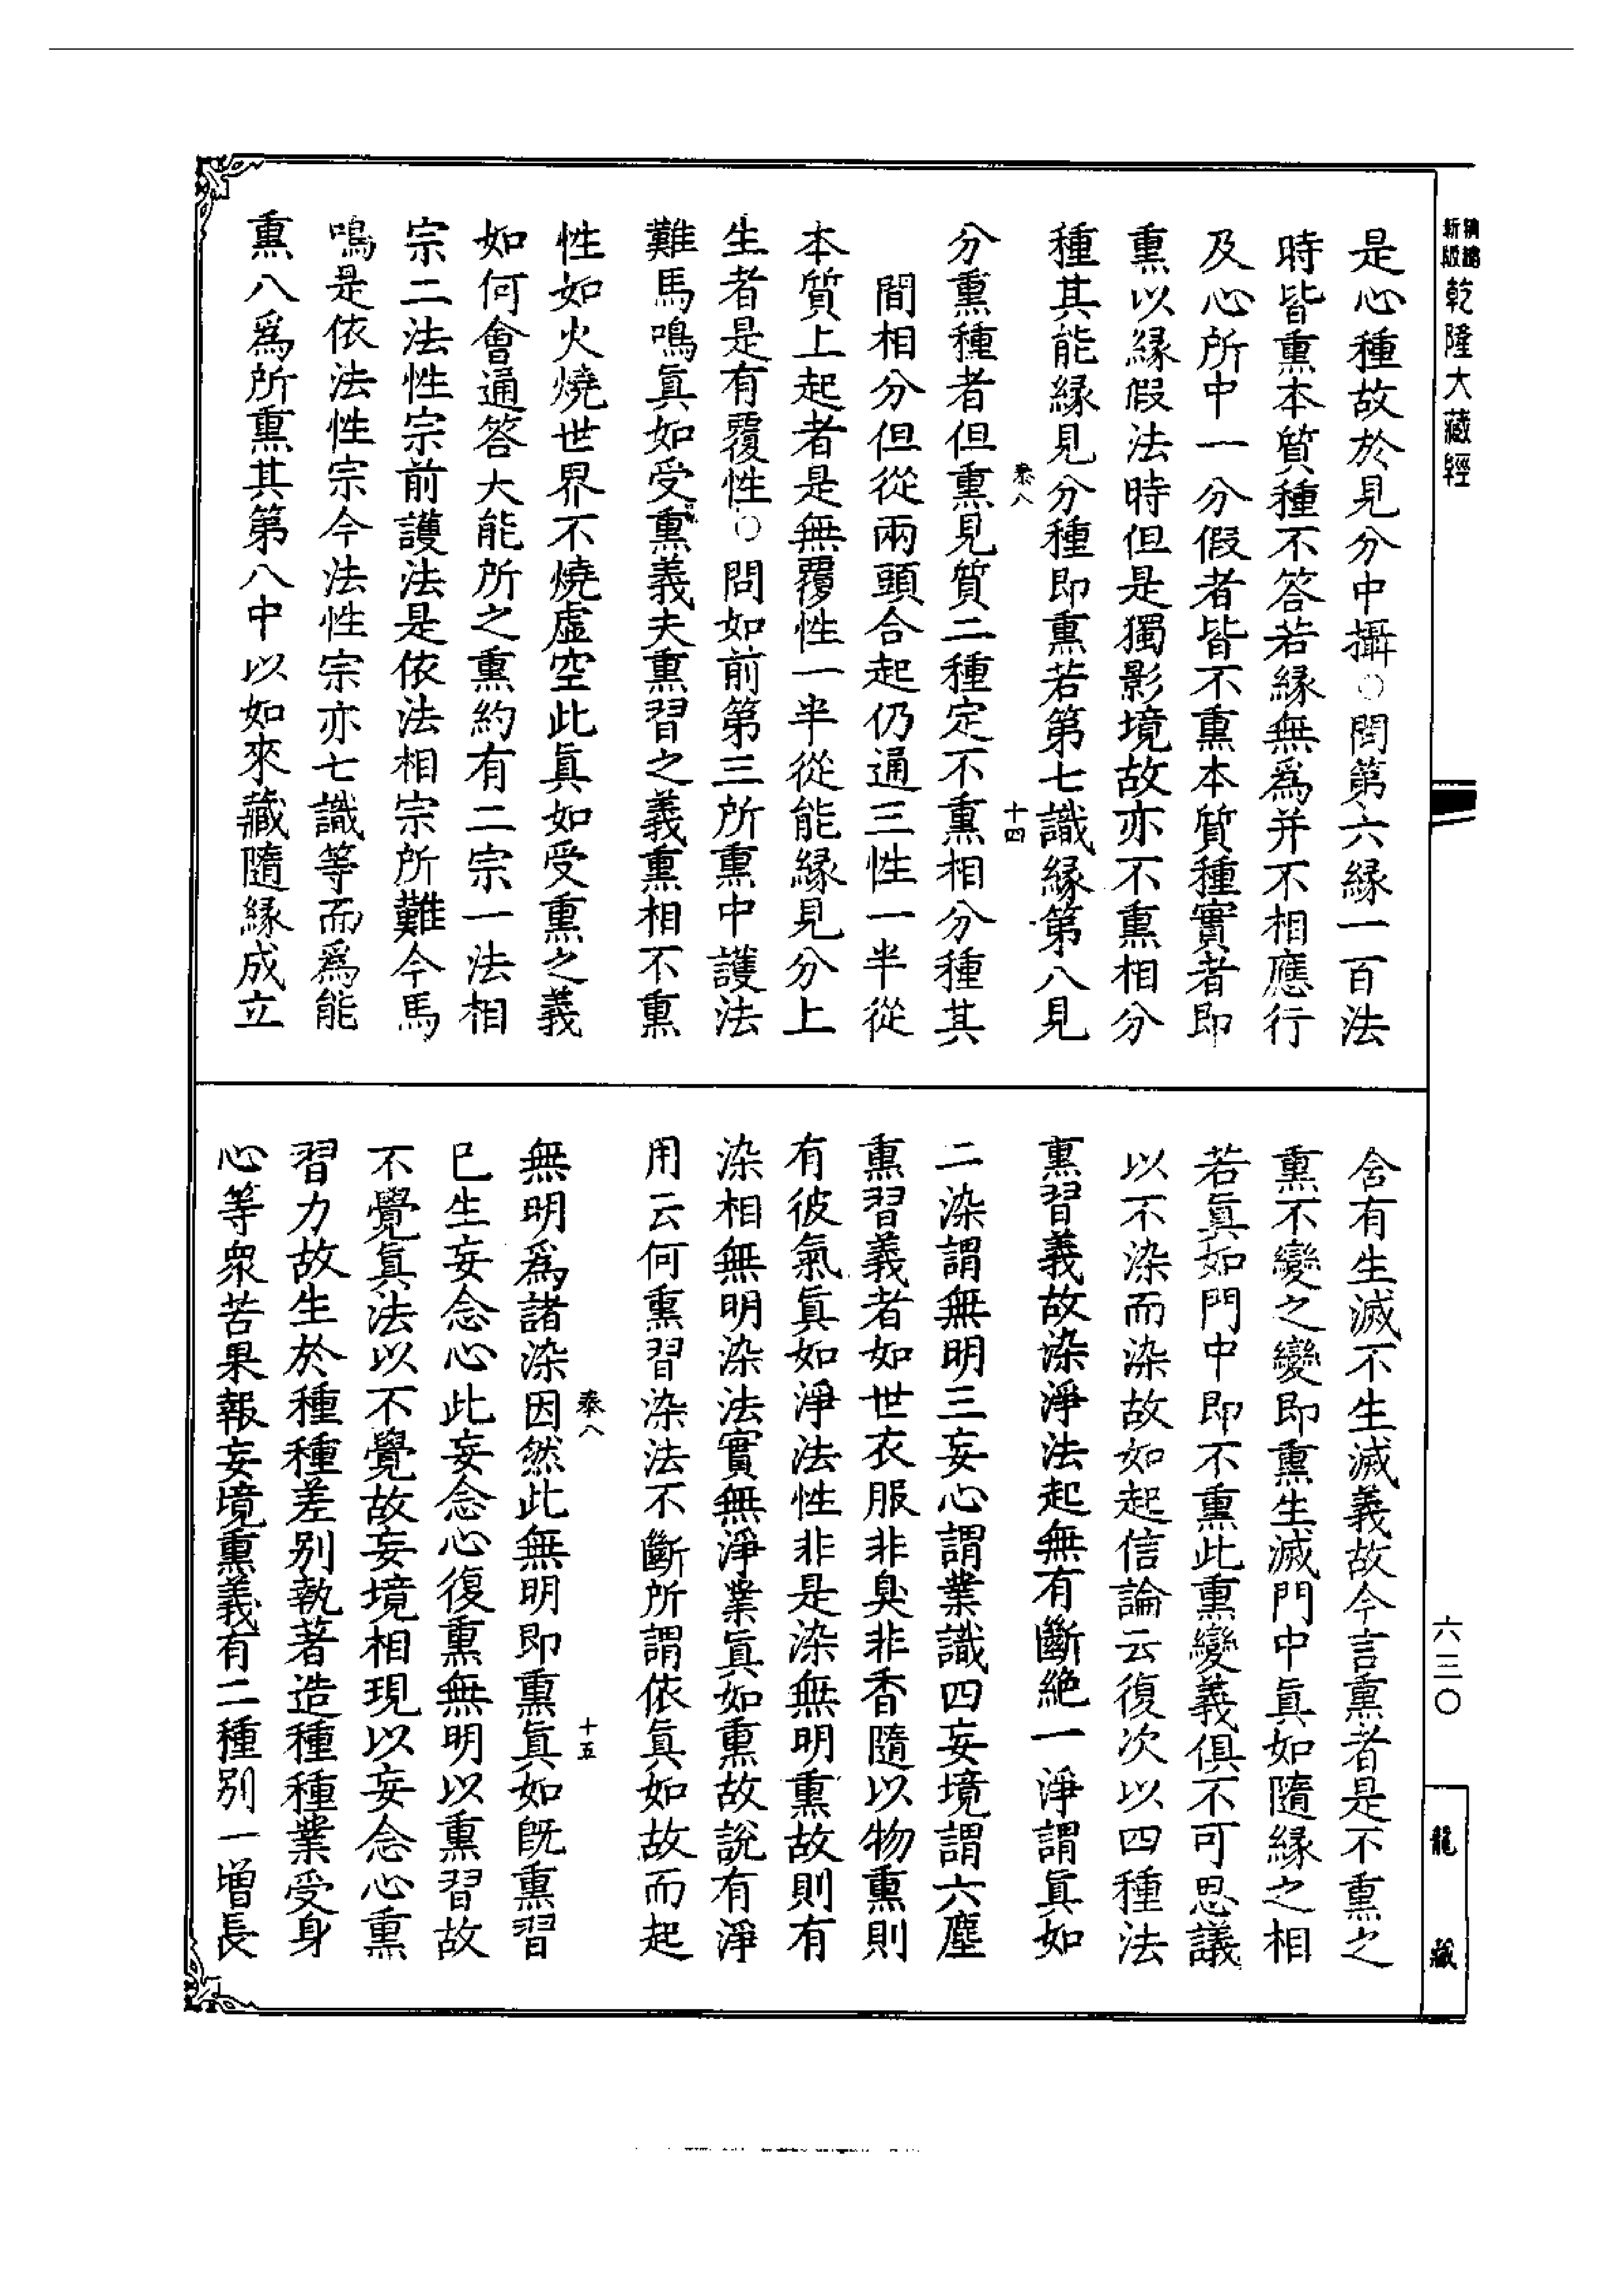 新版
乾隆大藏經
是心種故於見分中攝○問第六緣一百法
時皆熏本質種不答若緣無爲并不相應行
及心所中一分假者皆不熏本質種實者即
熏以緣假法時但是獨影境故亦不熏相分
種其能緣見分種即熏若第七識緣第八見
叅八
十四
分熏種者但熏見質二種定不熏相分種其
間相分但從兩頭合起仍通三性一半從
本質上起者是無覆性一半從能緣見分上
生者是有覆性○問如前第三所熏中護法
難馬鳴眞如受熏義夫熏習之義熏相不熏
性如火燒世界不燒虛空此眞如受熏之義
如何會通答大能所之熏約有二宗一法相
宗二法性宗前護法是依法相宗所難今馬
鳴是依法性宗今法性宗亦七識等而爲能
熏八爲所熏其第八中以如來藏隨緣成立
含有生滅不生滅義故今言熏者是不熏之
熏不變之變即熏生滅門中眞如隨緣之相
若眞如門中即不熏此熏變義俱不可思議
以不染而染故如起信論云復次以四種法
熏習義故染淨法起無有斷絕一淨謂眞如
二染謂無明三妄心謂業識四妄境謂六塵
熏習義者如世衣服非臭非香隨以物熏則
有彼氣眞如淨法性非是染無明熏故則有
染相無明染法實無淨業眞如熏故說有淨
用云何熏習染法不斷所謂依眞如故而起
叅八
十五
無明爲諸染因然此無明即熏眞如旣熏習
已生妄念心此妄念心復熏無明以熏習故
不覺眞法以不覺故妄境相現以妄念心熏
習力故生於種種差別執著造種種業受身
心等衆苦果報妄境熏義有二種別一增長
六三〇
龍藏